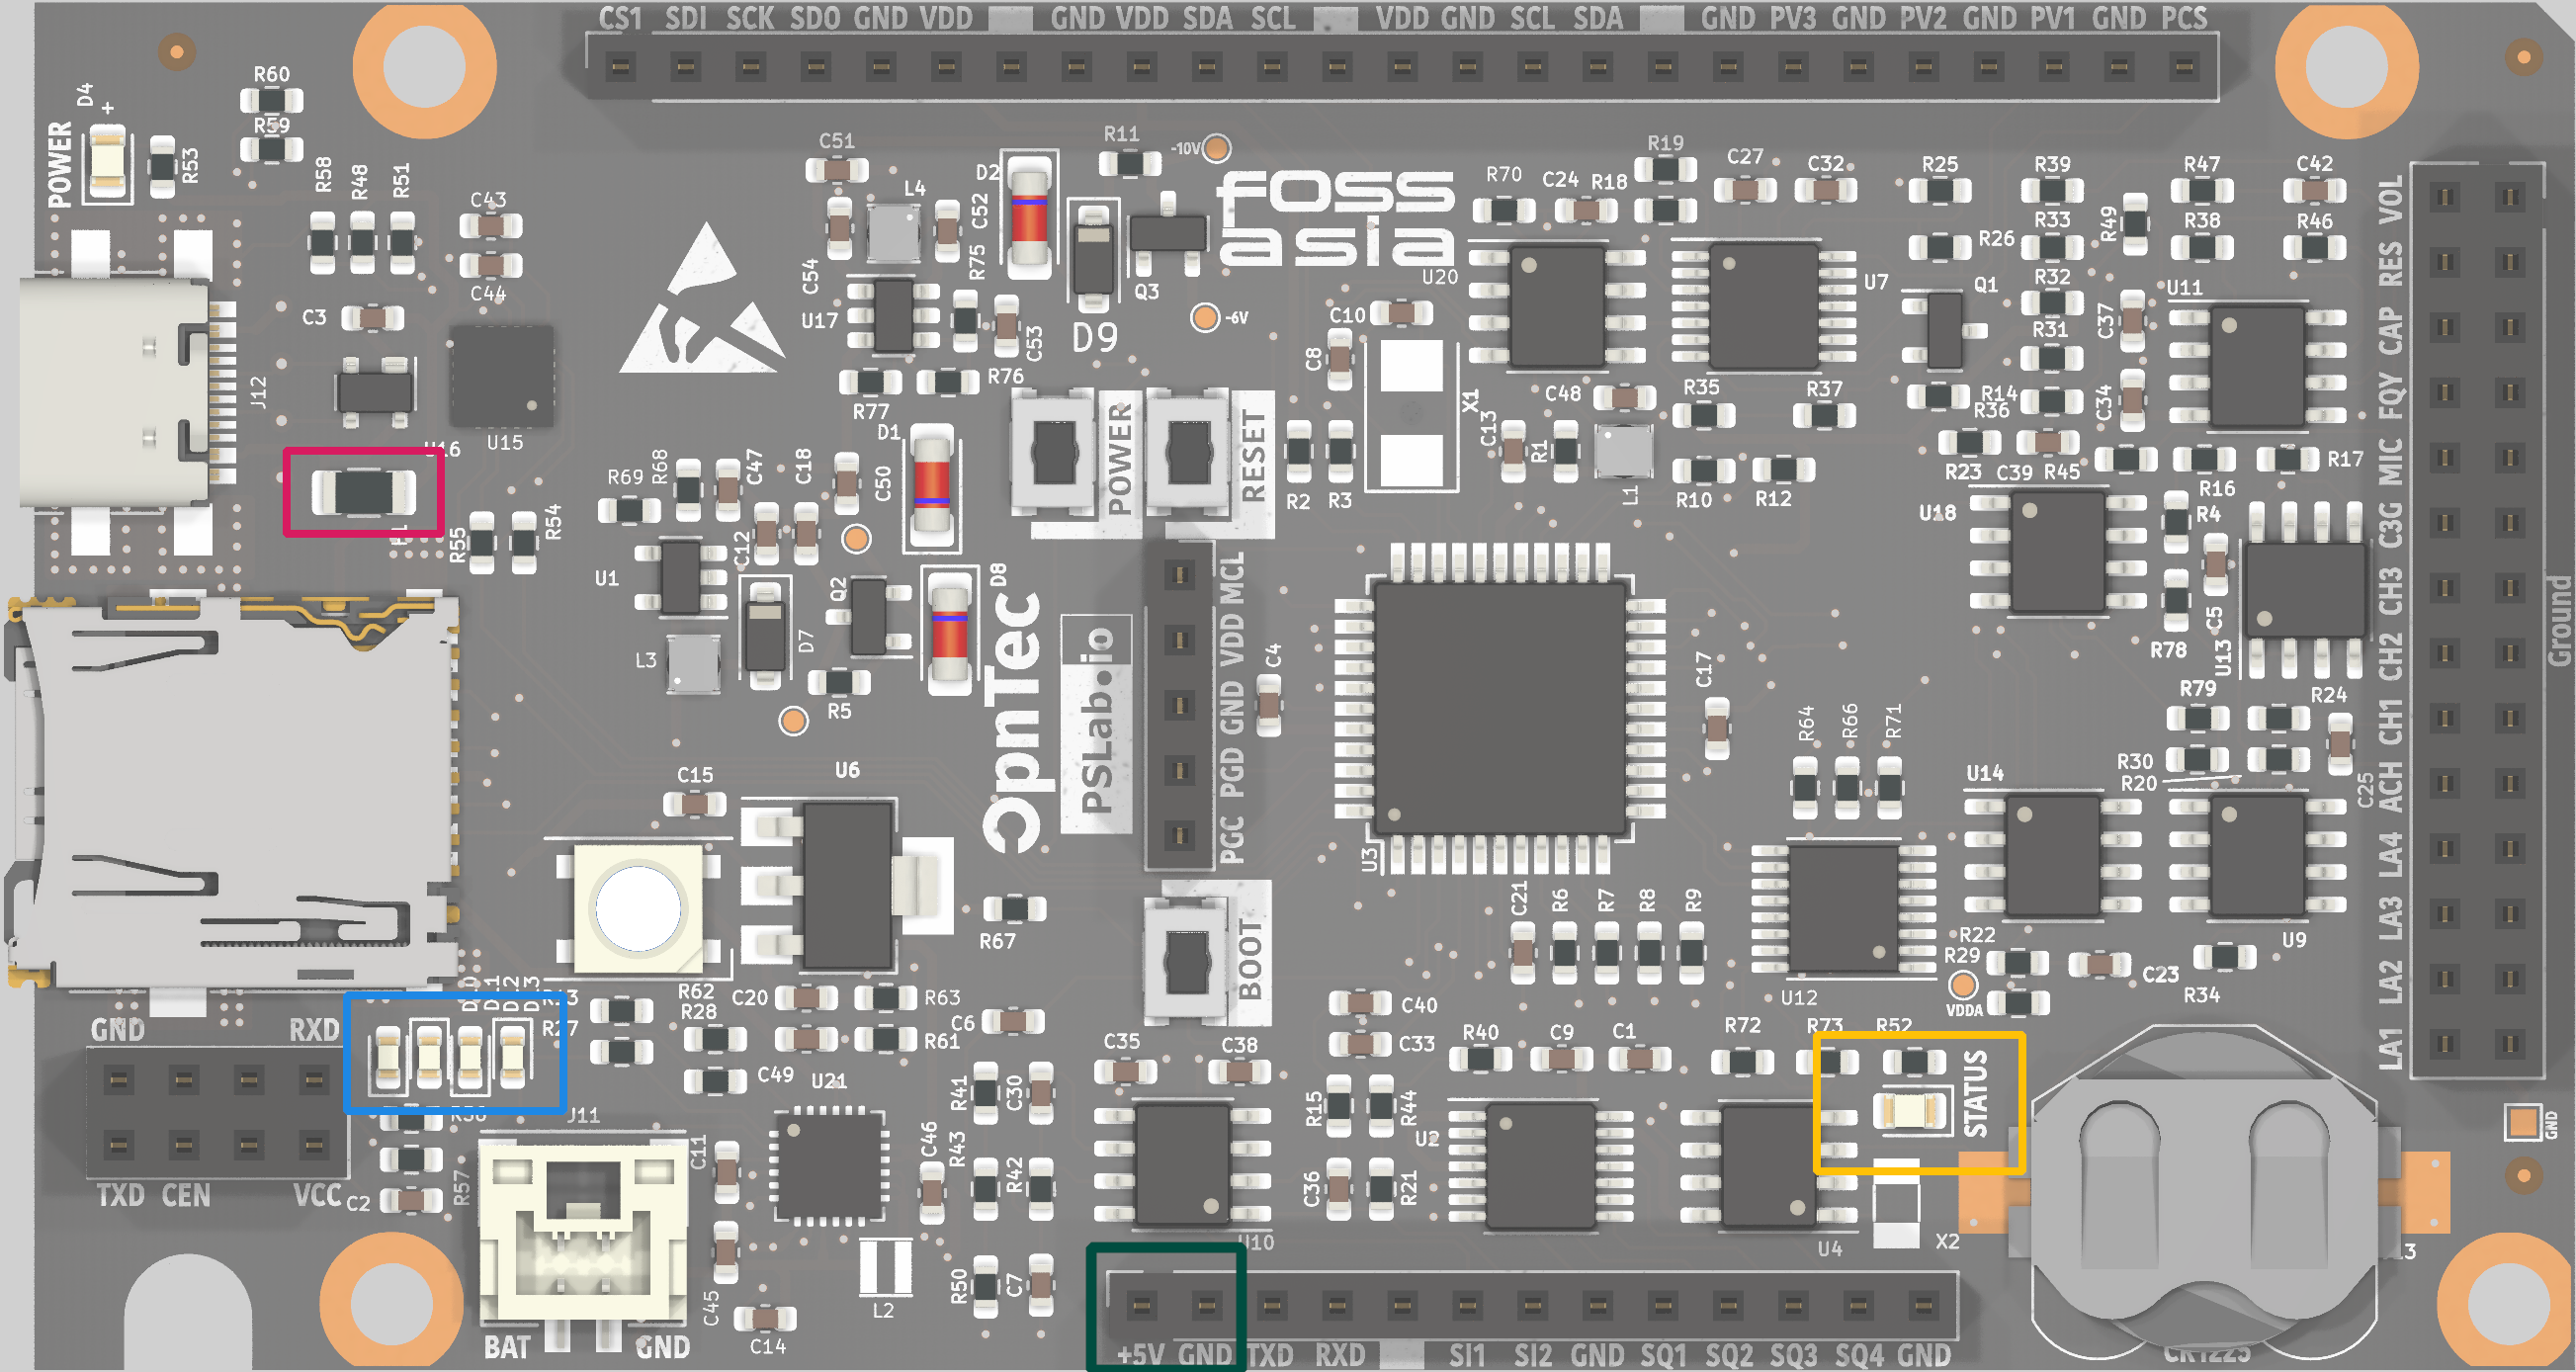 CS1 SDI SCK SDO GND VDD GND VDD SDA SCL VDD GND SCL SDA GND PV3 GND PV2 GND PV1 GND PCS
D4
+
POWER
R60
R59
R53
R58
R48
R51
C43
C44
C3
J12
U16
U15
R55
R54
C51
L4
C54
C52
U17
R75
C53
R77
R76
D2
D9
R11
-10V
Q3
-6V
FOSS
asia
D1
C50
POWER
RESET
R69
R68
C47
C18
C12
U1
L3
D7
Q2
D8
R5
OpnTec
PSLab.io
MCL
VDD
GND
PGD
PGC
C4
C10
C8
X1
R2
R3
U20
R70
C24
R18
R19
C27
C32
U7
C48
C13
R1
L1
R35
R37
R10
R12
R25
R26
Q1
R14
R36
R23
C39
R45
R39
R33
R32
R31
R49
C37
C34
R47
R38
C42
R46
U11
R17
R16
R4
U18
C5
R78
U13
R79
R24
R30
R20
C25
U14
U9
U3
C17
R64
R66
R71
U12
C21
R6
R7
R8
R9
R22
R29
VDDA
C23
R34
VOL
RES
CAP
FQY
MIC
C3G
CH3
CH2
CH1
ACH
LA4
LA3
LA2
LA1
Ground
GND
C15
U6
R67
BOOT
R62
R28
C20
R63
R61
C49
C6
U21
R13
R27
D12
GND
RXD
TXD
CEN
VCC
C2
R57
J11
BAT
GND
C11
C45
C14
L2
C46
R43
R41
C30
R42
R50
C7
C35
C38
U10
C40
C33
R15
R44
C36
R21
R40
C9
C1
U2
R72
R73
R52
STATUS
U4
X2
+5V GND TXD RXD SI1 SI2 GND SQ1 SQ2 SQ3 SQ4 GND